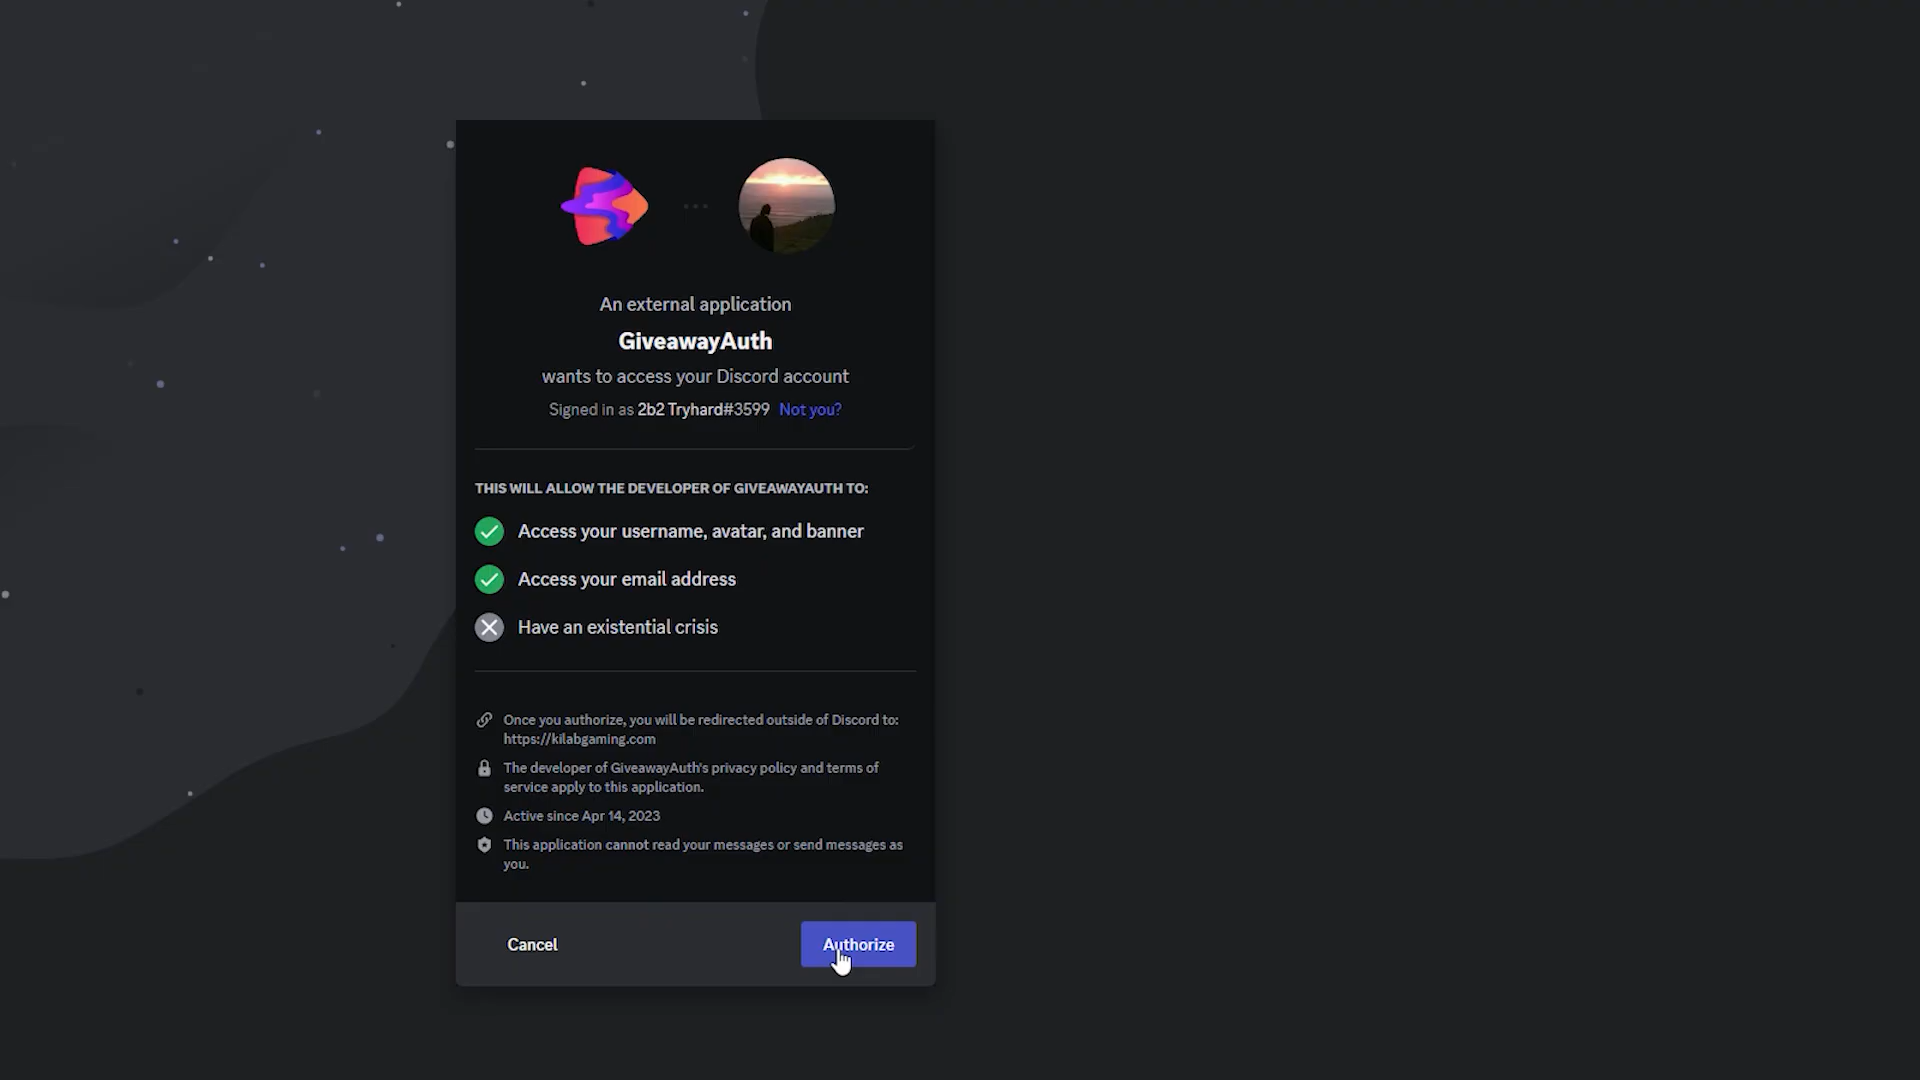 An external application
GiveawayAuth
wants to access your Discord account
Signed in as 2b2 Tryhard#3599 Not you?
THIS WILL ALLOW THE DEVELOPER OF GIVEAWAYAUTH TO:
Access your username, avatar, and banner
Access your email address
Have an existential crisis
Once you authorize, you will be redirected outside of Discord to:
https://kilabgaming.com
The developer of GiveawayAuth's privacy policy and terms of
service apply to this application.
Active since Apr 14, 2023
This application cannot read your messages or send messages as
you.
Cancel
Authorize